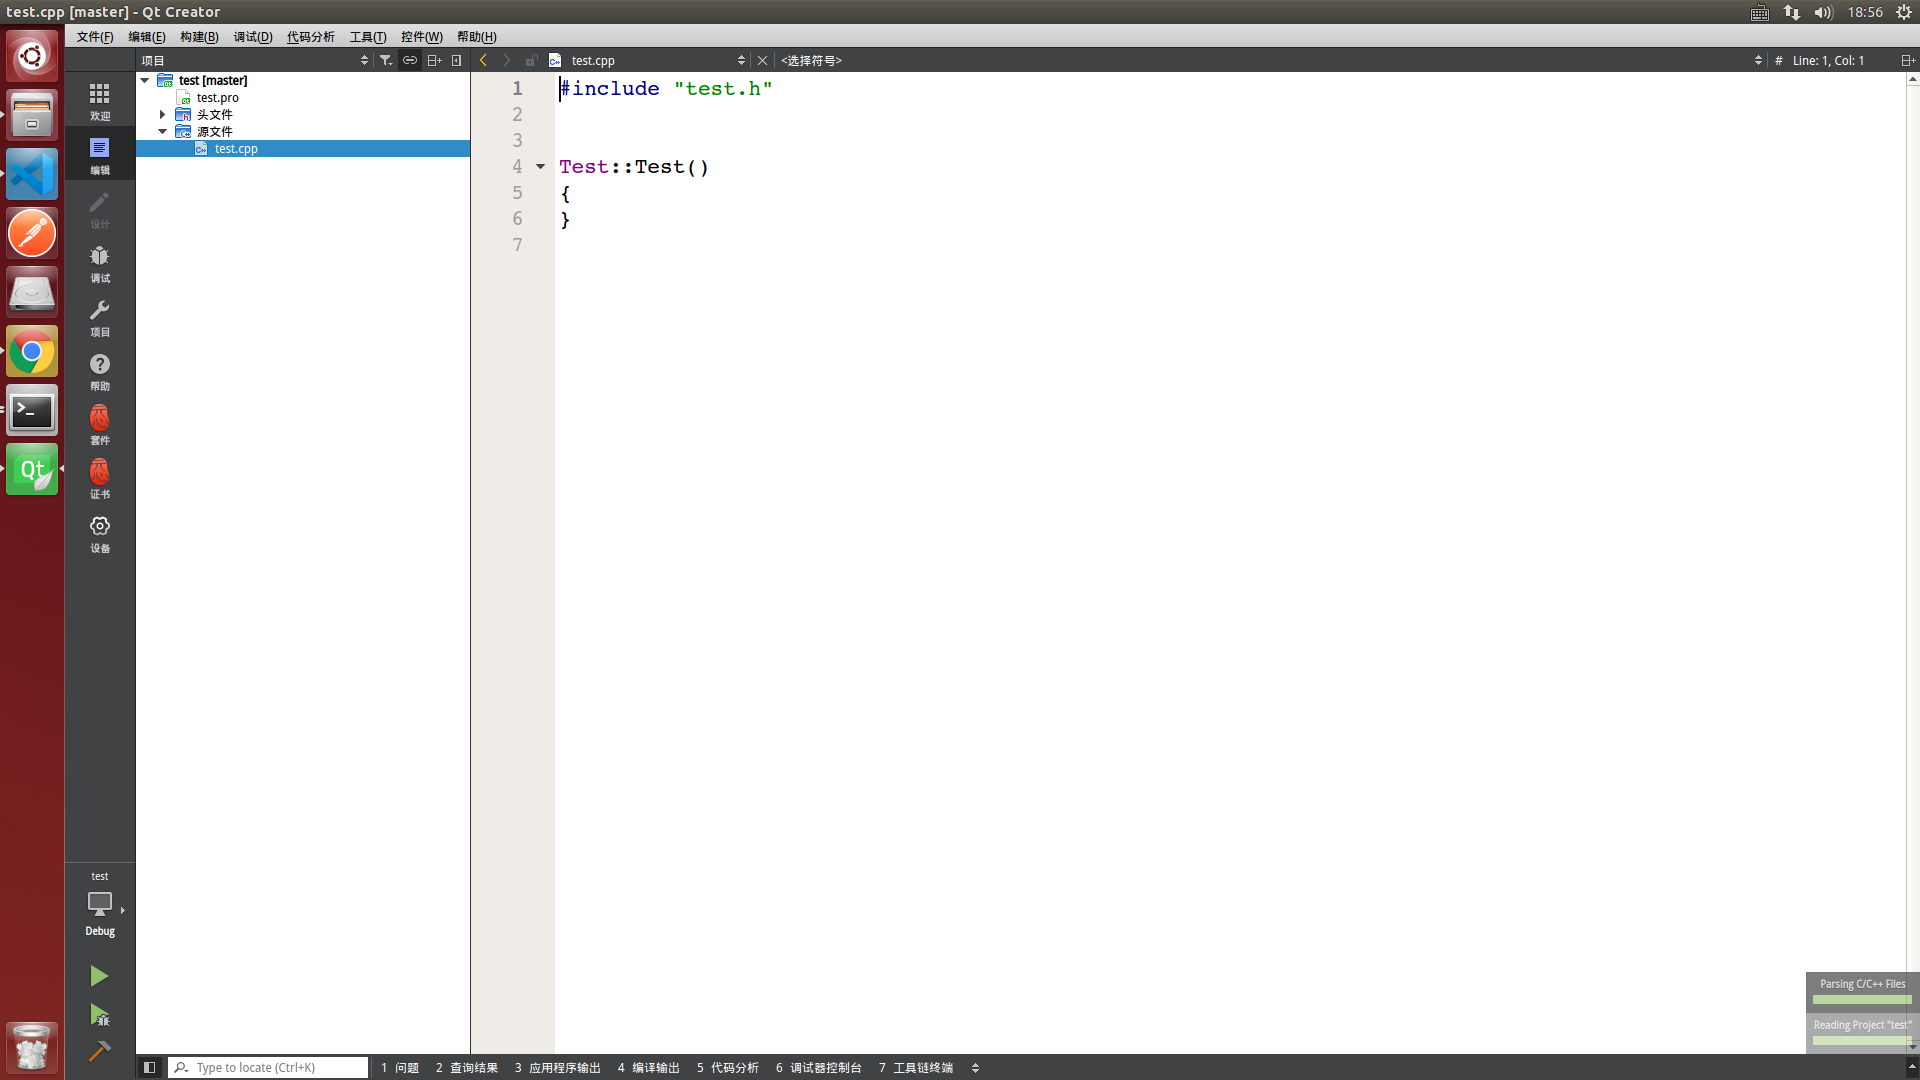 test.cpp [master] - Qt Creator
18:56
文件(F) 编辑(E) 构建(B) 调试(D) 代码分析 工具(T) 控件(W) 帮助(H)
项目
test.cpp
<选择符号>
# Line: 1, Col: 1
欢迎
编辑
设计
调试
项目
帮助
套件
证书
设备
test
Debug
test [master]
test.pro
头文件
源文件
test.cpp
1 #include "test.h"
2
3
4 Test::Test()
5 {
6 }
7
Parsing C/C++ Files
Reading Project "test"
Type to locate (Ctrl+K)
1 问题 2 查询结果 3 应用程序输出 4 编译输出 5 代码分析 6 调试器控制台 7 工具链终端